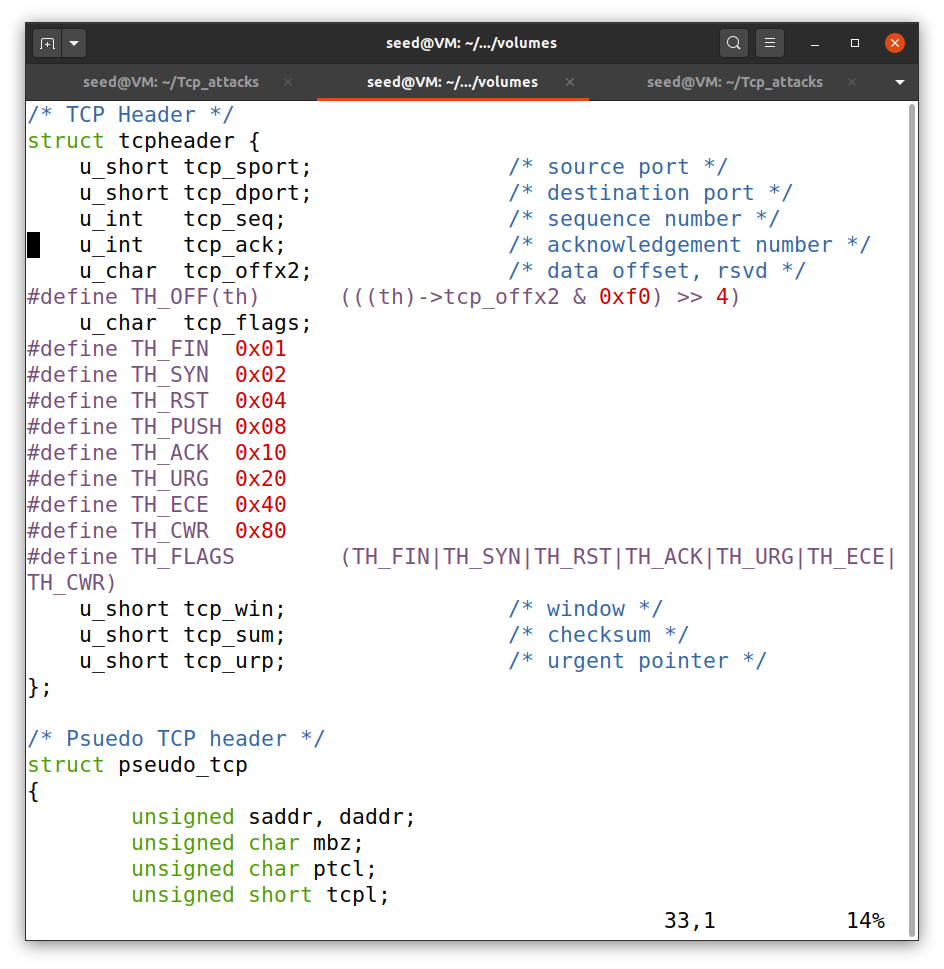 seed@VM: ~/.../volumes
seed@VM: ~/Tcp_attacks
seed@VM: ~/.../volumes
seed@VM: ~/Tcp_attacks
/* TCP Header */
struct tcpheader {
    u_short tcp_sport;               /* source port */
    u_short tcp_dport;               /* destination port */
    u_int   tcp_seq;                 /* sequence number */
    u_int   tcp_ack;                 /* acknowledgement number */
    u_char  tcp_offx2;               /* data offset, rsvd */
#define TH_OFF(th)      (((th)->tcp_offx2 & 0xf0) >> 4)
    u_char  tcp_flags;
#define TH_FIN  0x01
#define TH_SYN  0x02
#define TH_RST  0x04
#define TH_PUSH 0x08
#define TH_ACK  0x10
#define TH_URG  0x20
#define TH_ECE  0x40
#define TH_CWR  0x80
#define TH_FLAGS        (TH_FIN|TH_SYN|TH_RST|TH_ACK|TH_URG|TH_ECE|
TH_CWR)
    u_short tcp_win;                 /* window */
    u_short tcp_sum;                 /* checksum */
    u_short tcp_urp;                 /* urgent pointer */
};

/* Psuedo TCP header */
struct pseudo_tcp
{
        unsigned saddr, daddr;
        unsigned char mbz;
        unsigned char ptcl;
        unsigned short tcpl;
33,1          14%